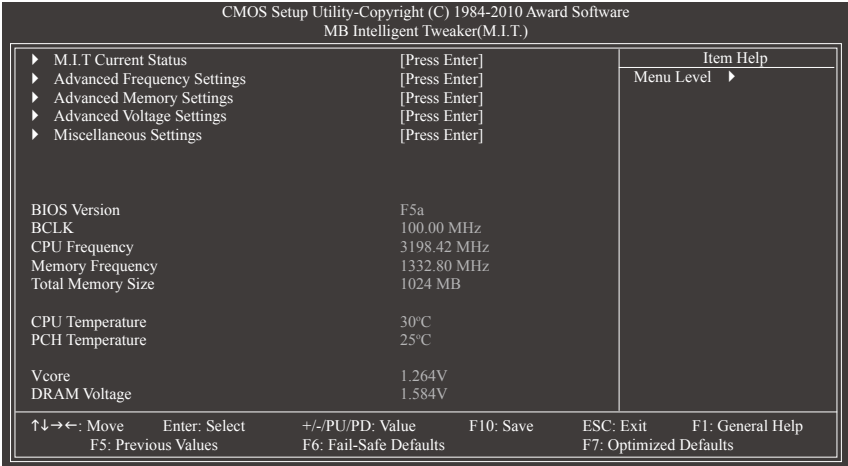 CMOS Setup Utility-Copyright (C) 1984-2010 Award Software
MB Intelligent Tweaker(M.I.T.)
▶ M.I.T Current Status [Press Enter]
▶ Advanced Frequency Settings [Press Enter]
▶ Advanced Memory Settings [Press Enter]
▶ Advanced Voltage Settings [Press Enter]
▶ Miscellaneous Settings [Press Enter]
Item Help
Menu Level ▶
BIOS Version F5a
BCLK 100.00 MHz
CPU Frequency 3198.42 MHz
Memory Frequency 1332.80 MHz
Total Memory Size 1024 MB
CPU Temperature 30°C
PCH Temperature 25°C
Vcore 1.264V
DRAM Voltage 1.584V
↑↓→←: Move Enter: Select +/-/PU/PD: Value F10: Save ESC: Exit F1: General Help
F5: Previous Values F6: Fail-Safe Defaults F7: Optimized Defaults